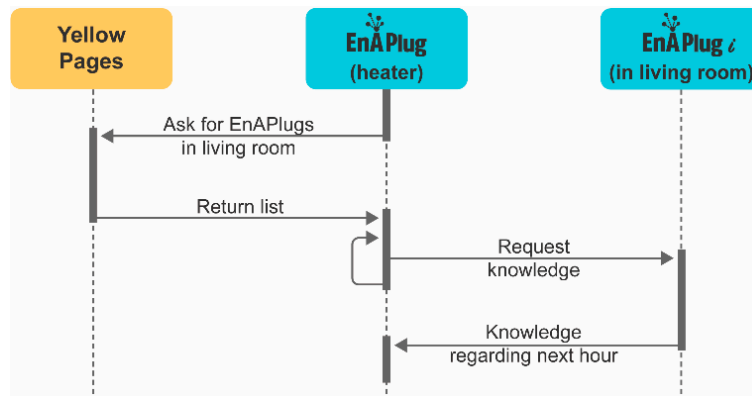 Yellow
Pages
EnAPlug
(heater)
EnAPlug i
(in living room)
Ask for EnAPlugs
in living room
Return list
Request
knowledge
Knowledge
regarding next hour